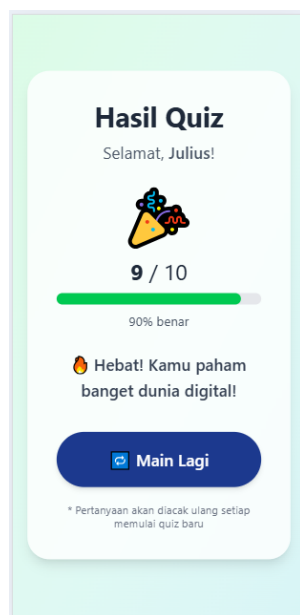 Hasil Quiz
Selamat, Julius!
9 / 10
90% benar
🔥 Hebat! Kamu paham
banget dunia digital!
🔁 Main Lagi
* Pertanyaan akan diacak ulang setiap
memulai quiz baru